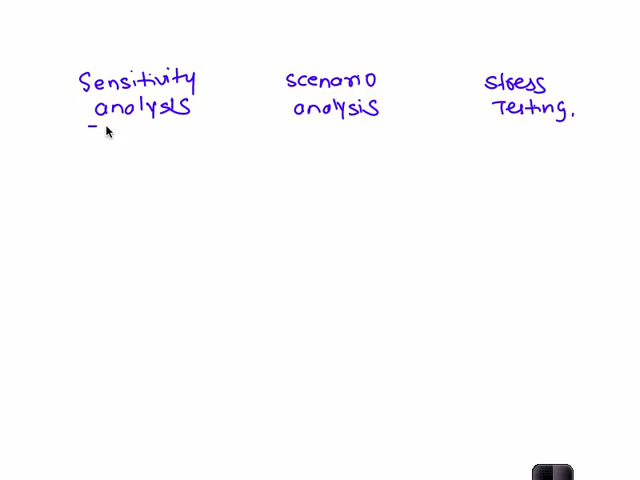 Sensitivity
analysis
scenario
analysis
stress
Testing.